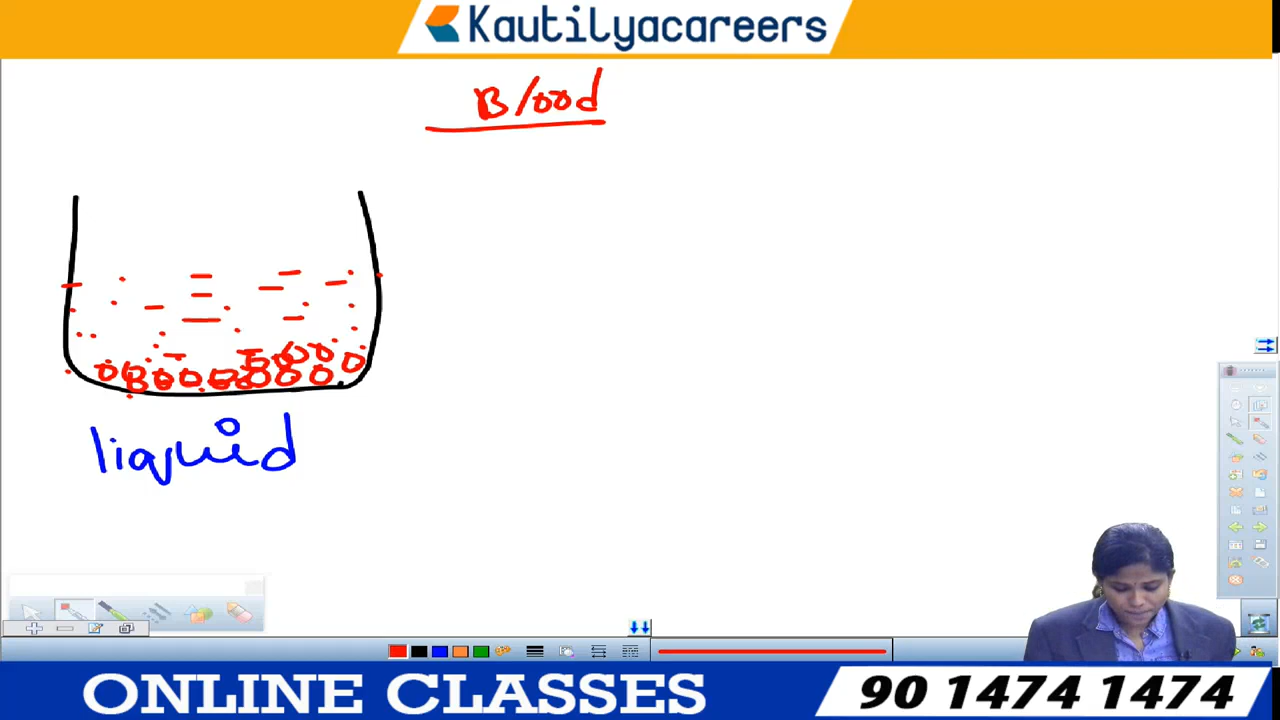 Kautilyacareers
Blood
liquid
ONLINE CLASSES
90 1474 1474